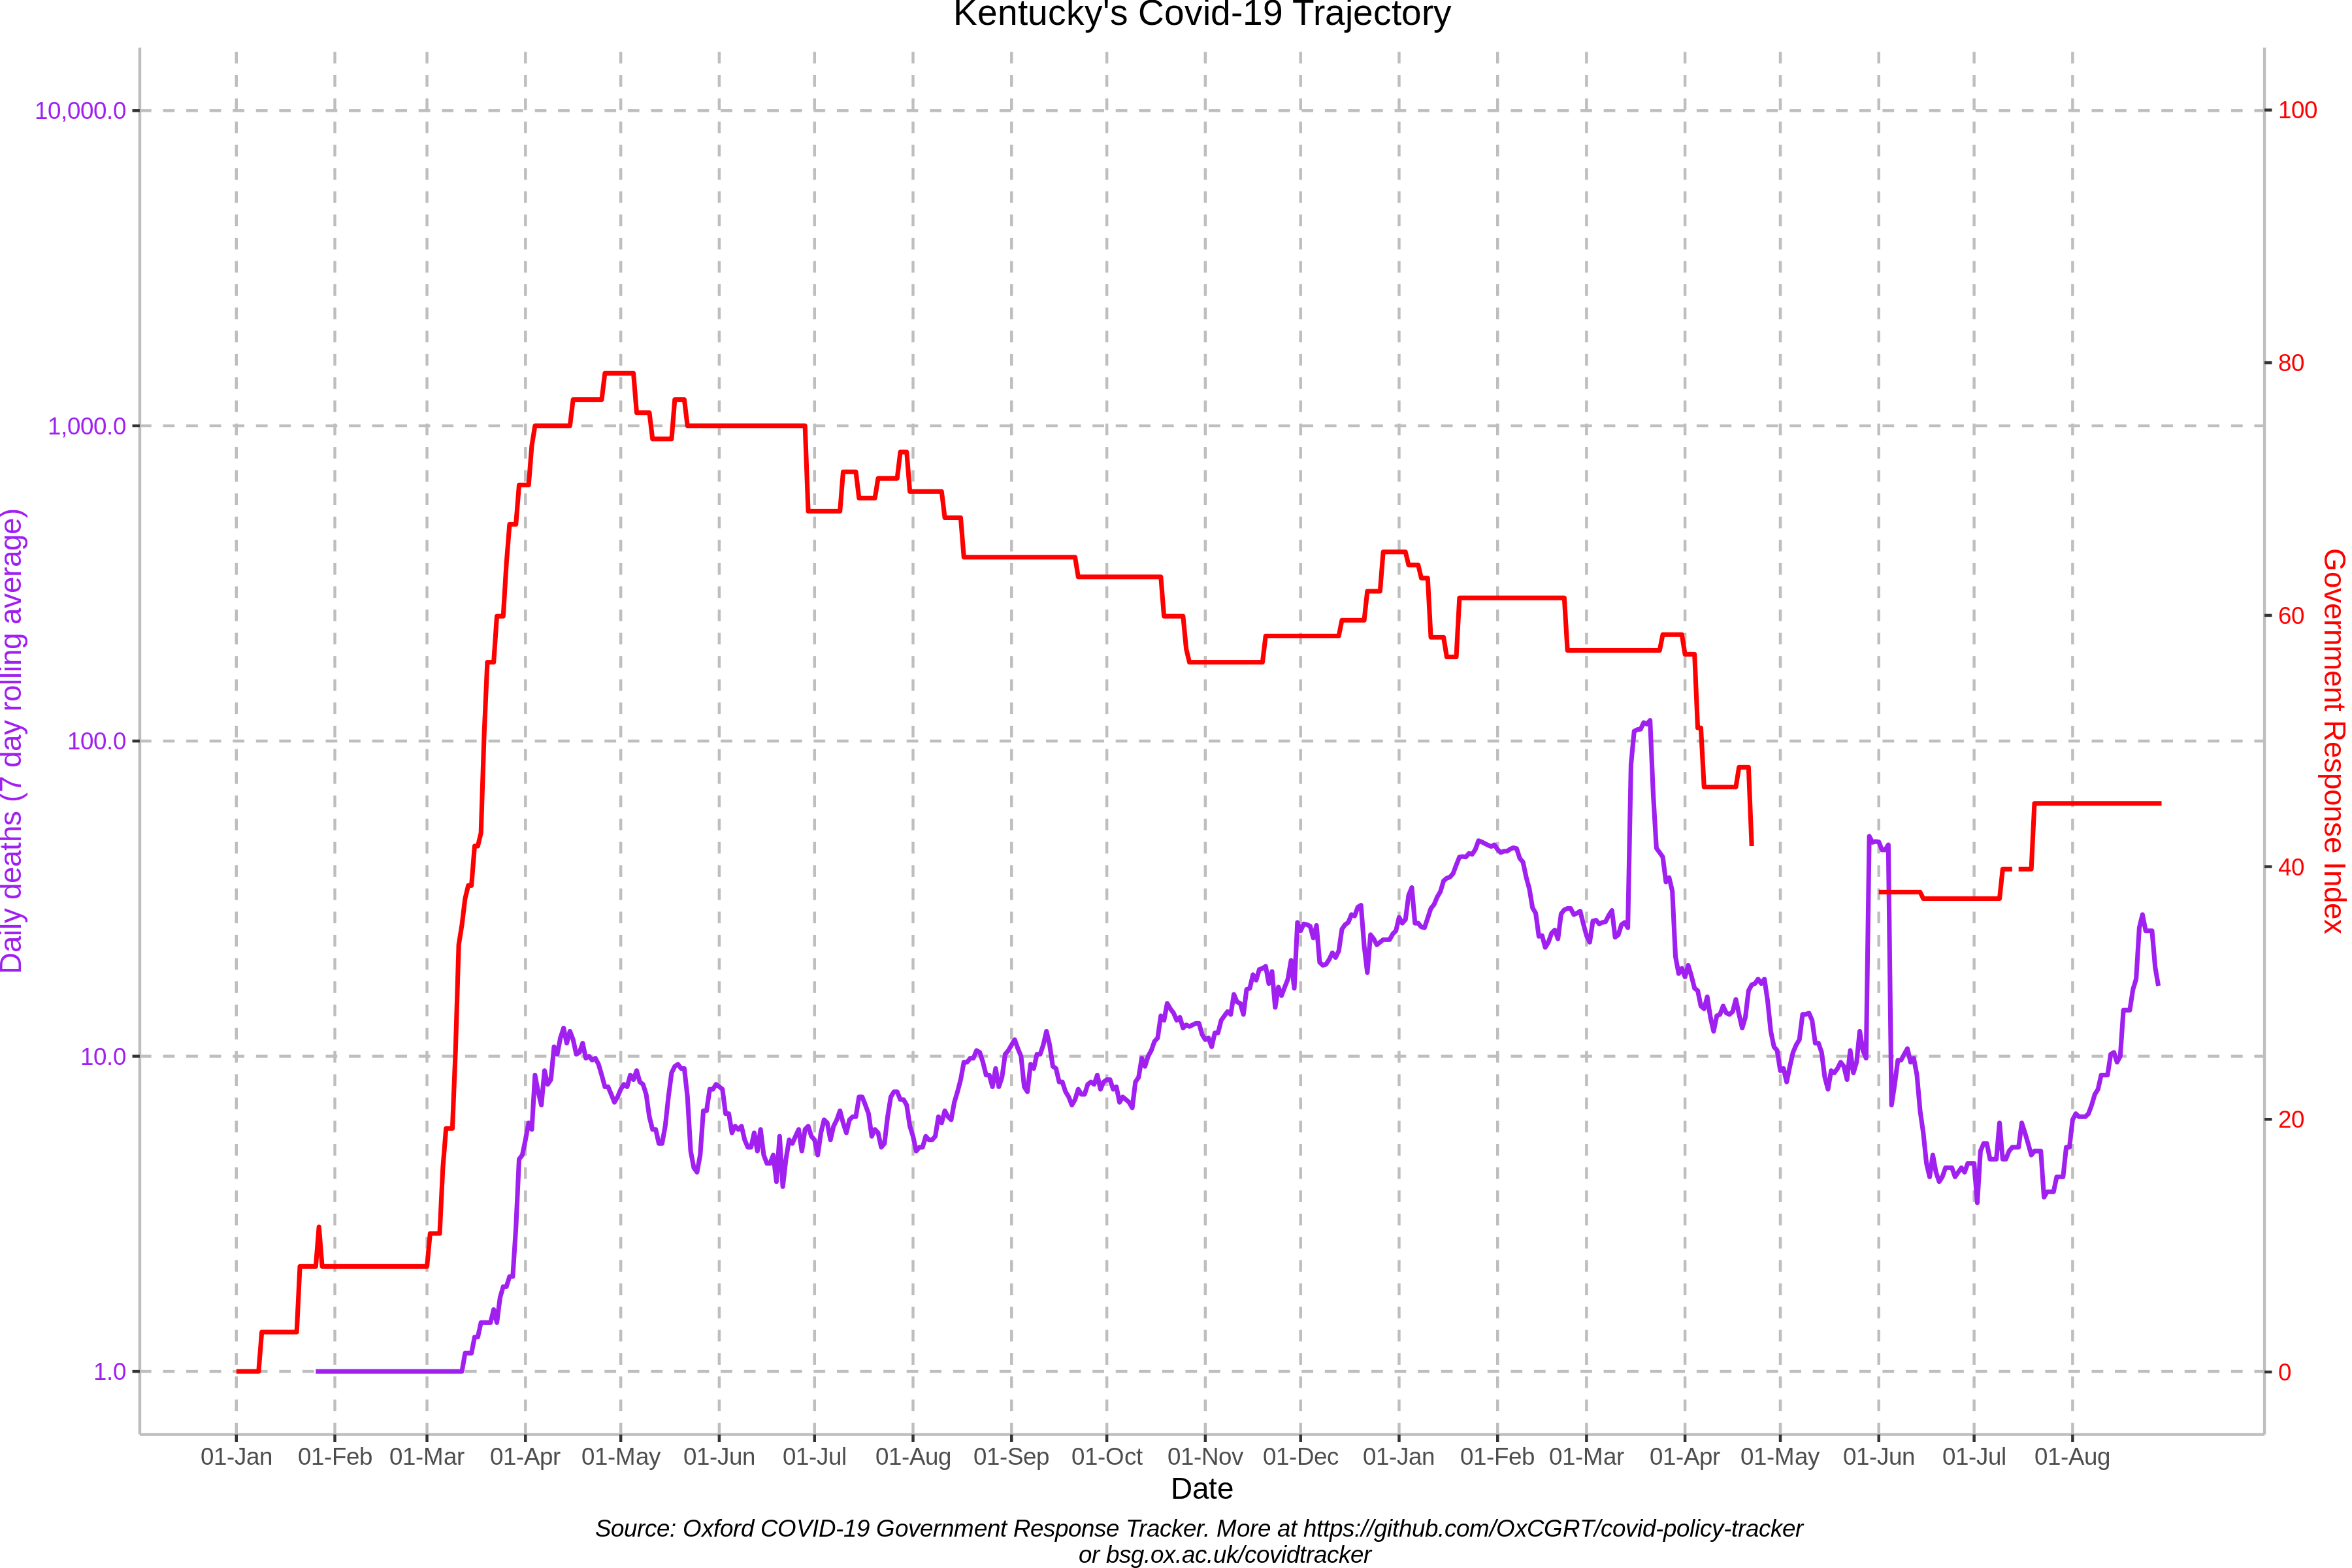 Kentucky's Covid-19 Trajectory
Daily deaths (7 day rolling average)
10,000.0
1,000.0
100.0
10.0
1.0
100
80
60
40
20
0
Government Response Index
01-Jan 01-Feb 01-Mar 01-Apr 01-May 01-Jun 01-Jul 01-Aug 01-Sep 01-Oct 01-Nov 01-Dec 01-Jan 01-Feb 01-Mar 01-Apr 01-May 01-Jun 01-Jul 01-Aug
Date
Source: Oxford COVID-19 Government Response Tracker. More at https://github.com/OxCGRT/covid-policy-tracker
or bsg.ox.ac.uk/covidtracker